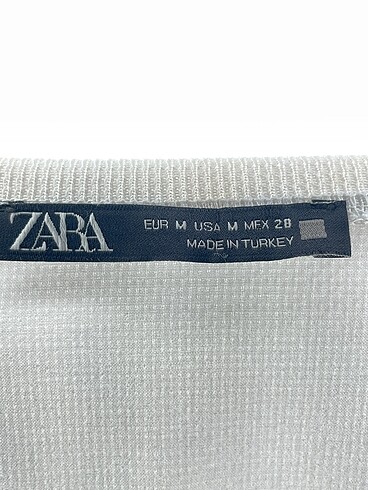 ZARA
EUR M USA M MEX 28
MADE IN TURKEY